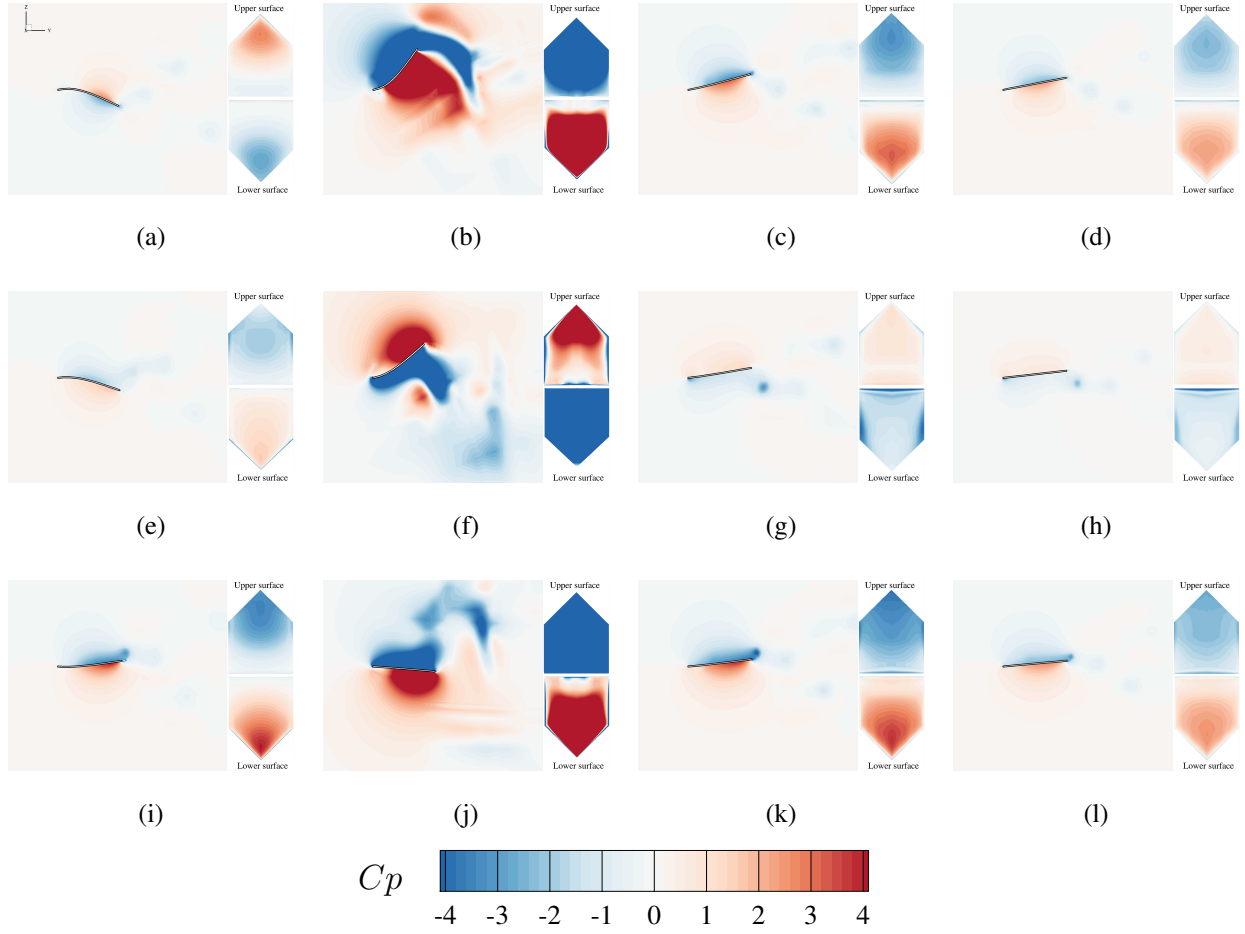 Z
Y
Upper surface
Upper surface
Upper surface
Upper surface
Lower surface
Lower surface
Lower surface
Lower surface
(a)
(b)
(c)
(d)
Upper surface
Upper surface
Upper surface
Upper surface
Lower surface
Lower surface
Lower surface
Lower surface
(e)
(f)
(g)
(h)
Upper surface
Upper surface
Upper surface
Upper surface
Lower surface
Lower surface
Lower surface
Lower surface
(i)
(j)
(k)
(l)
Cp
-4 -3 -2 -1 0 1 2 3 4